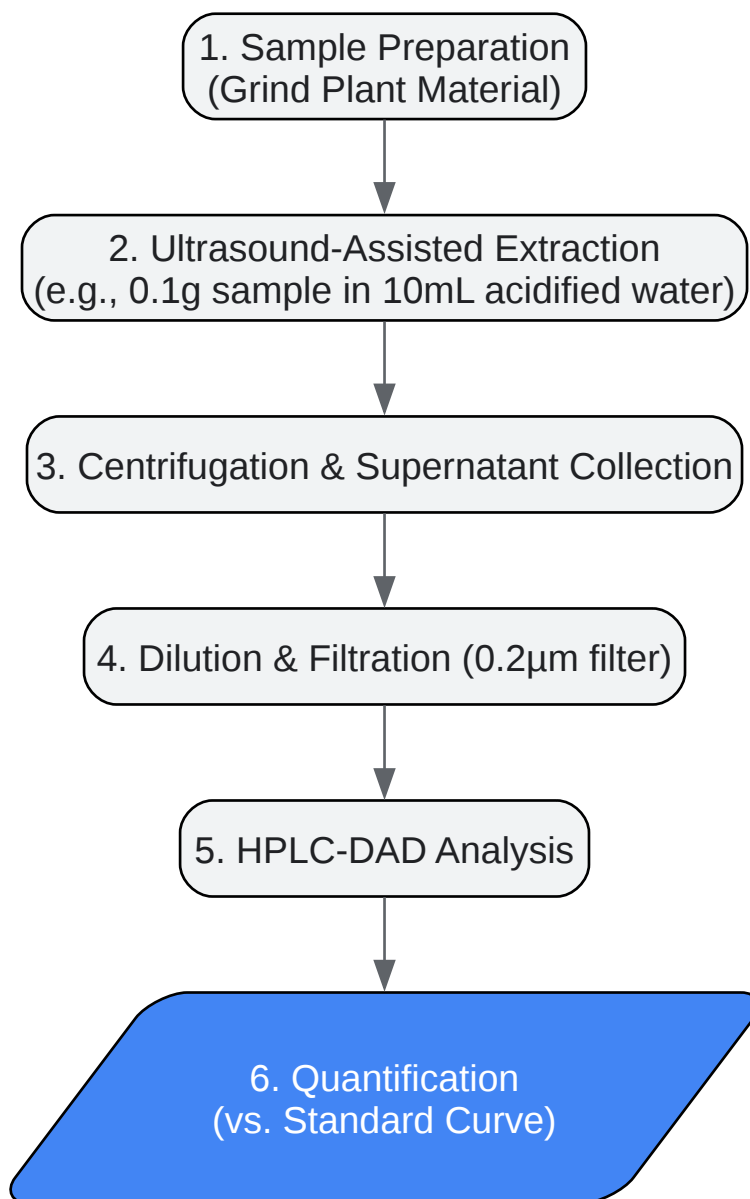 1. Sample Preparation
(Grind Plant Material)
2. Ultrasound-Assisted Extraction
(e.g., 0.1g sample in 10mL acidified water)
3. Centrifugation & Supernatant Collection
4. Dilution & Filtration (0.2µm filter)
5. HPLC-DAD Analysis
6. Quantification
(vs. Standard Curve)